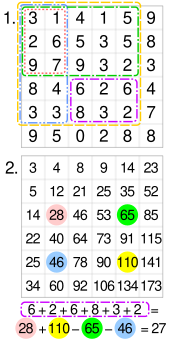 1.
3 1 4 1 5 9
2 6 5 3 5 8
9 7 9 3 2 3
8 4 6 2 6 4
3 3 8 3 2 7
9 5 0 2 8 8
2.
3 4 8 9 14 23
5 12 21 25 35 52
14 28 46 53 65 85
22 40 64 73 91 115
25 46 78 90 110 141
34 60 92 106 134 173
6+2+6+8+3+2=
28+110−65−46=27